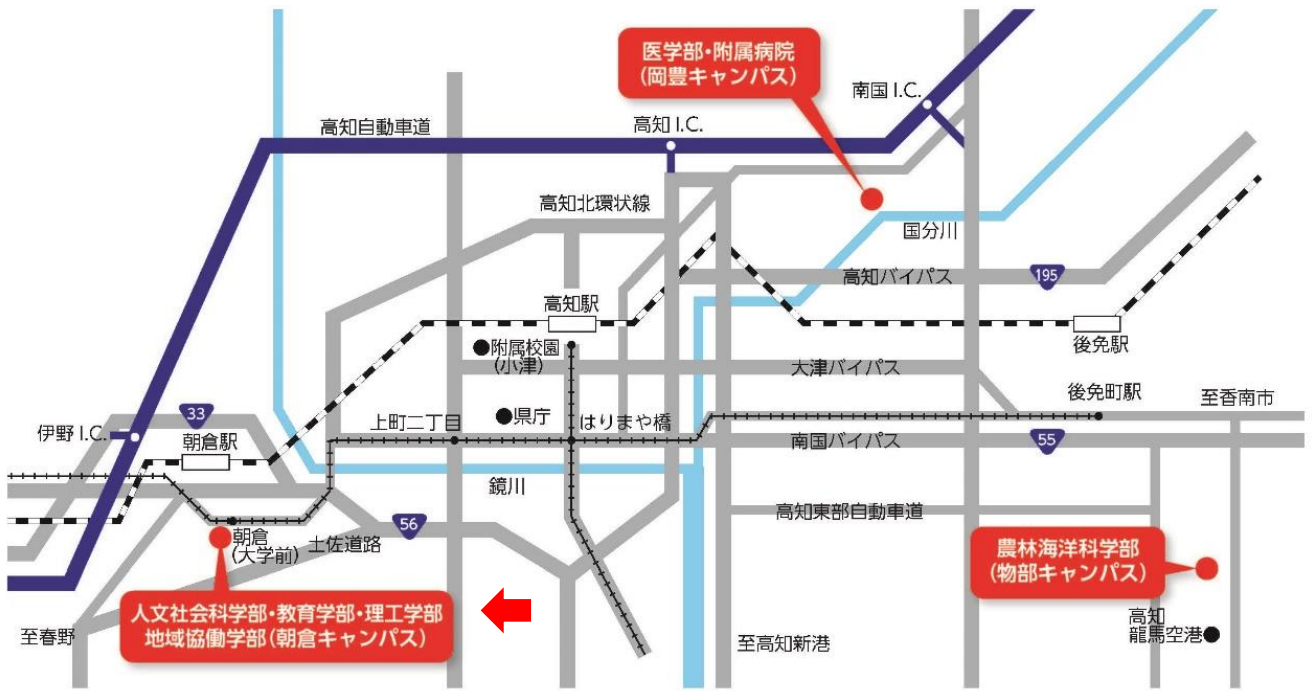 医学部・附属病院
(岡豊キャンパス)
南国 I.C.
高知自動車道
高知 I.C.
高知北環状線
国分川
高知バイパス
195
高知駅
後免駅
附属校園
(小津)
大津バイパス
後免町駅
至香南市
33
上町二丁目
県庁
はりまや橋
伊野 I.C.
朝倉駅
南国バイパス
55
鏡川
高知東部自動車道
56
朝倉
(大学前)
土佐道路
農林海洋科学部
(物部キャンパス)
人文社会科学部・教育学部・理工学部
地域協働学部(朝倉キャンパス)
至春野
至高知新港
高知
龍馬空港